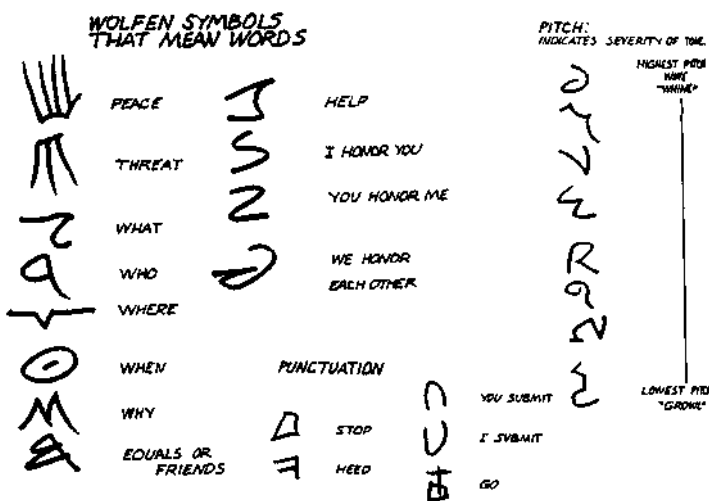 WOLFEN SYMBOLS
THAT MEAN WORDS
PEACE
THREAT
WHAT
WHO
WHERE
WHEN
WHY
EQUALS OR
FRIENDS
HELP
I HONOR YOU
YOU HONOR ME
WE HONOR
EACH OTHER
PUNCTUATION
STOP
HEED
YOU SUBMIT
I SUBMIT
GO
PITCH:
INDICATES SEVERITY OF TONE.
HIGHEST PITCH
"WHINE"
LOWEST PITC
"GROWL"